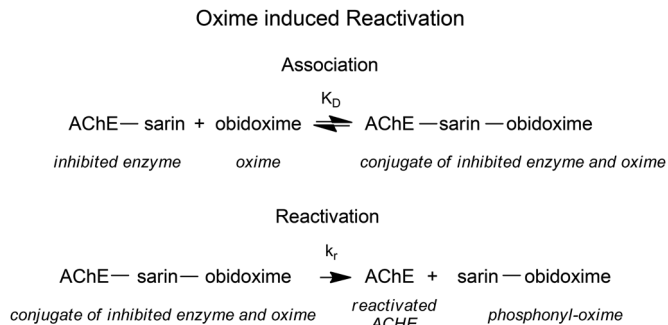 Oxime induced Reactivation
Association
K_D
AChE — sarin + obidoxime ⇌ AChE — sarin — obidoxime
inhibited enzyme oxime conjugate of inhibited enzyme and oxime
Reactivation
k_r
AChE — sarin — obidoxime → AChE + sarin — obidoxime
conjugate of inhibited enzyme and oxime reactivated phosphonyl-oxime
ACHE